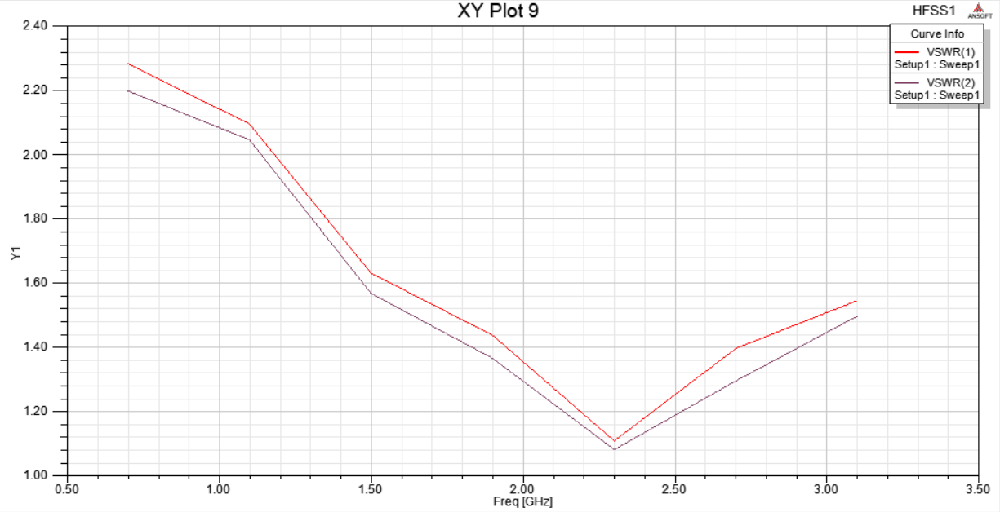 XY Plot 9
HFSS1
ANSOFT
Curve Info
VSWR(1)
Setup1 : Sweep1
VSWR(2)
Setup1 : Sweep1
2.40
2.20
2.00
1.80
1.60
1.40
1.20
1.00
Y1
0.50 1.00 1.50 2.00 2.50 3.00 3.50
Freq [GHz]